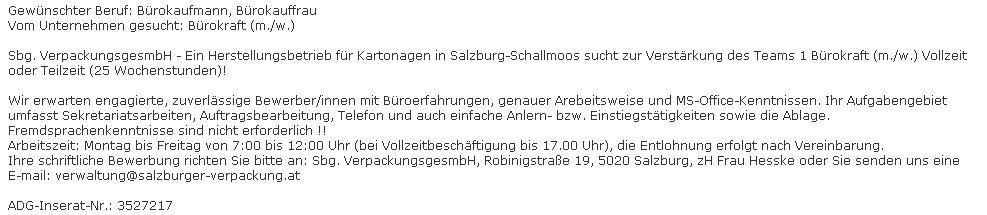 Gewünschter Beruf: Bürokaufmann, Bürokauffrau
Vom Unternehmen gesucht: Bürokraft (m./w.)
Sbg. VerpackungsgesmbH - Ein Herstellungsbetrieb für Kartonagen in Salzburg-Schallmoos sucht zur Verstärkung des Teams 1 Bürokraft (m./w.) Vollzeit
oder Teilzeit (25 Wochenstunden)!
Wir erwarten engagierte, zuverlässige Bewerber/innen mit Büroerfahrungen, genauer Arebeitsweise und MS-Office-Kenntnissen. Ihr Aufgabengebiet
umfasst Sekretariatsarbeiten, Auftragsbearbeitung, Telefon und auch einfache Anlern- bzw. Einstiegstätigkeiten sowie die Ablage.
Fremdsprachenkenntnisse sind nicht erforderlich !!
Arbeitszeit: Montag bis Freitag von 7:00 bis 12:00 Uhr (bei Vollzeitbeschäftigung bis 17.00 Uhr), die Entlohnung erfolgt nach Vereinbarung.
Ihre schriftliche Bewerbung richten Sie bitte an: Sbg. VerpackungsgesmbH, Robinigstraße 19, 5020 Salzburg, zH Frau Hesske oder Sie senden uns eine
E-mail: verwaltung@salzburger-verpackung.at
ADG-Inserat-Nr.: 3527217